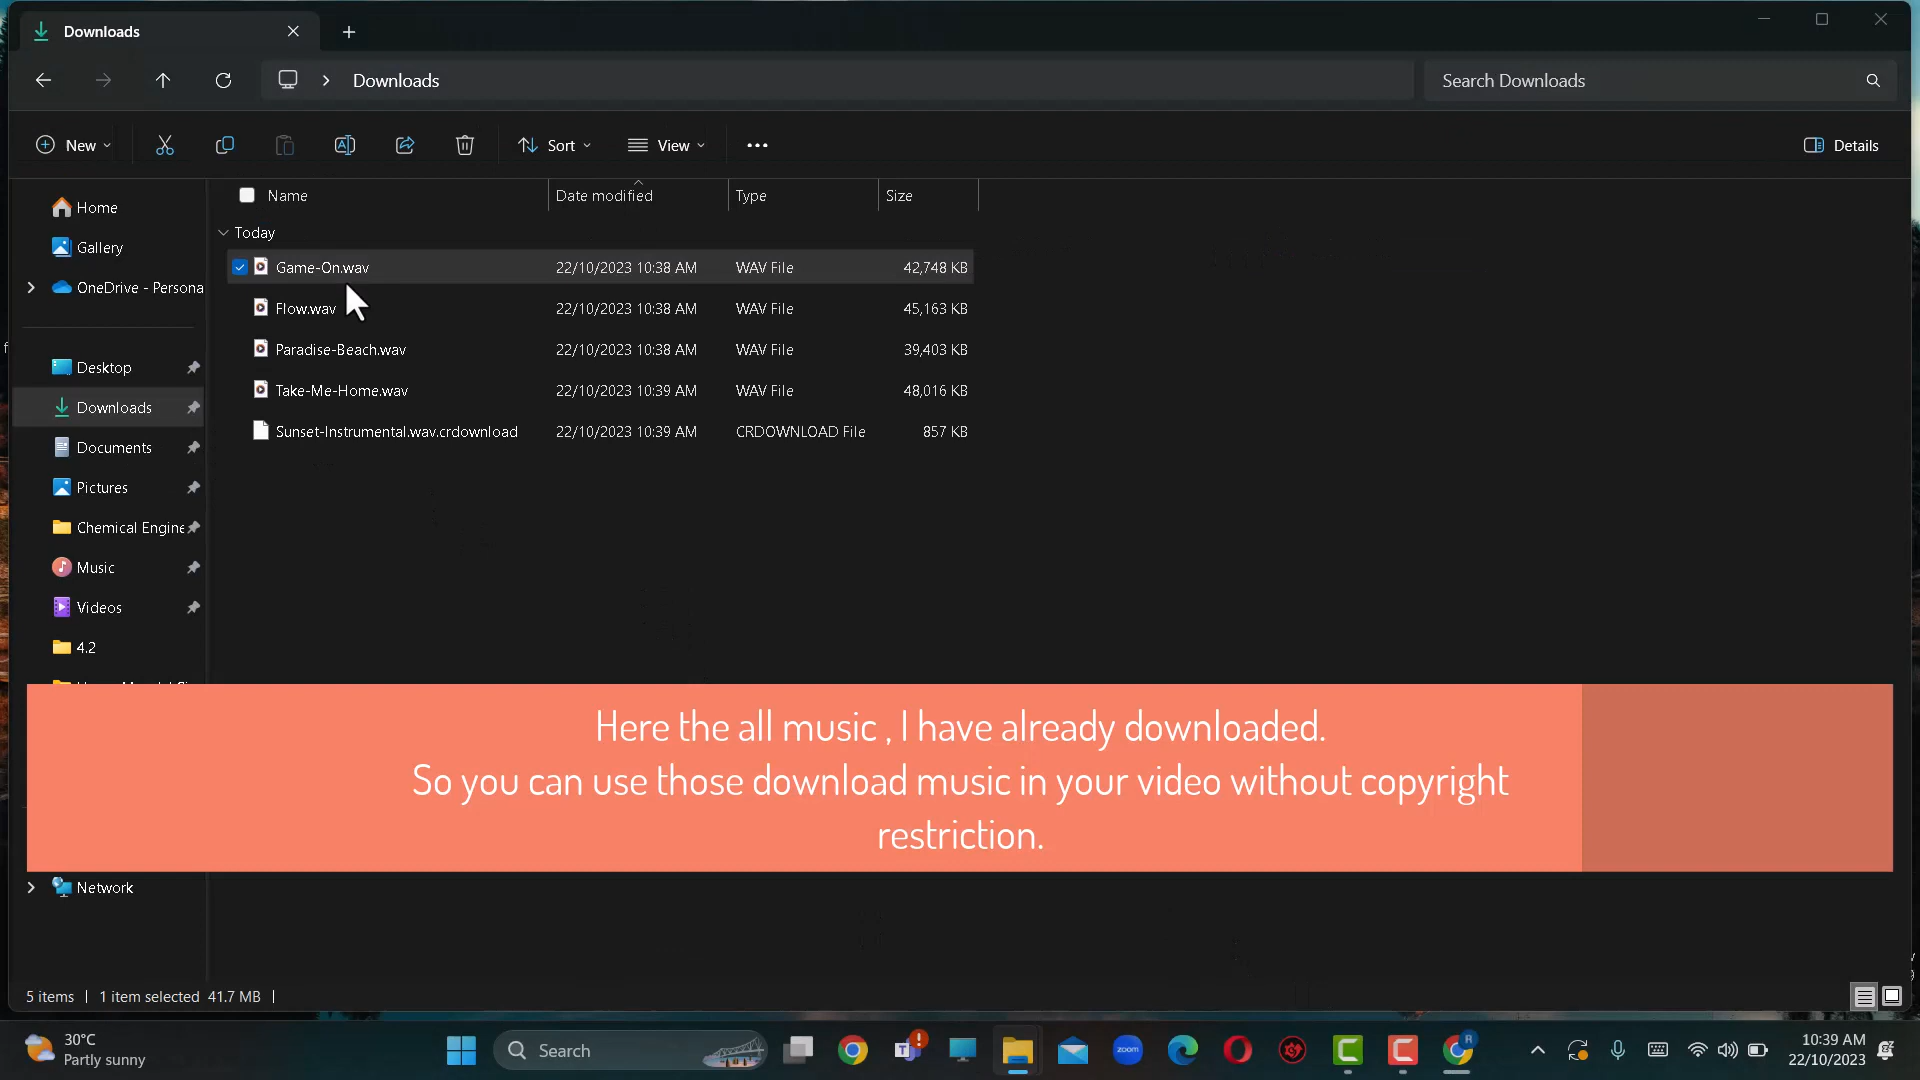 Downloads
Downloads
Search Downloads
New
Sort
View
Details
Name Date modified Type Size
Home
Gallery
OneDrive - Persona
Desktop
Downloads
Documents
Pictures
Chemical Engine
Music
Videos
4.2
Today
Game-On.wav 22/10/2023 10:38 AM WAV File 42,748 KB
Flow.wav 22/10/2023 10:38 AM WAV File 45,163 KB
Paradise-Beach.wav 22/10/2023 10:38 AM WAV File 39,403 KB
Take-Me-Home.wav 22/10/2023 10:39 AM WAV File 48,016 KB
Sunset-Instrumental.wav.crdownload 22/10/2023 10:39 AM CRDOWNLOAD File 857 KB
Here the all music , I have already downloaded.
So you can use those download music in your video without copyright
restriction.
Network
5 items 1 item selected 41.7 MB
30°C
Partly sunny
Search
zoom
R
10:39 AM
22/10/2023